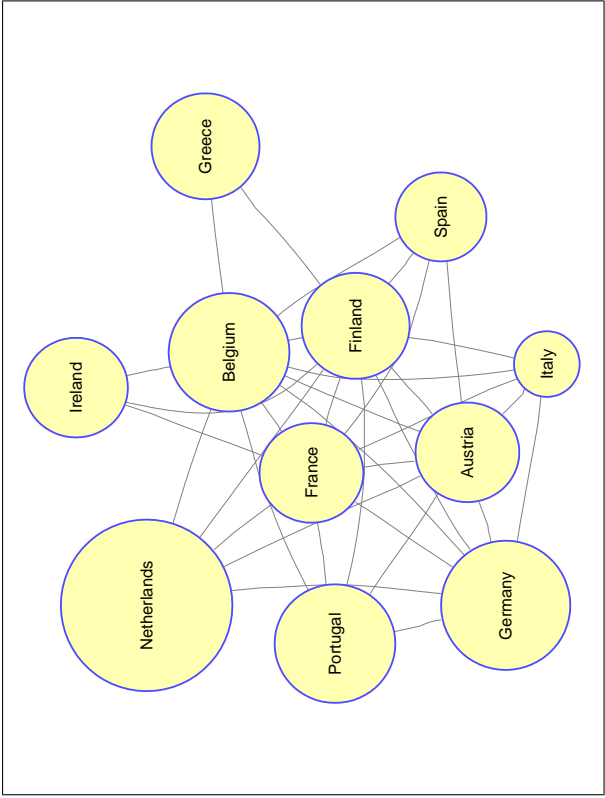 Greece
Spain
Finland
Belgium
Italy
Ireland
Austria
France
Netherlands
Germany
Portugal